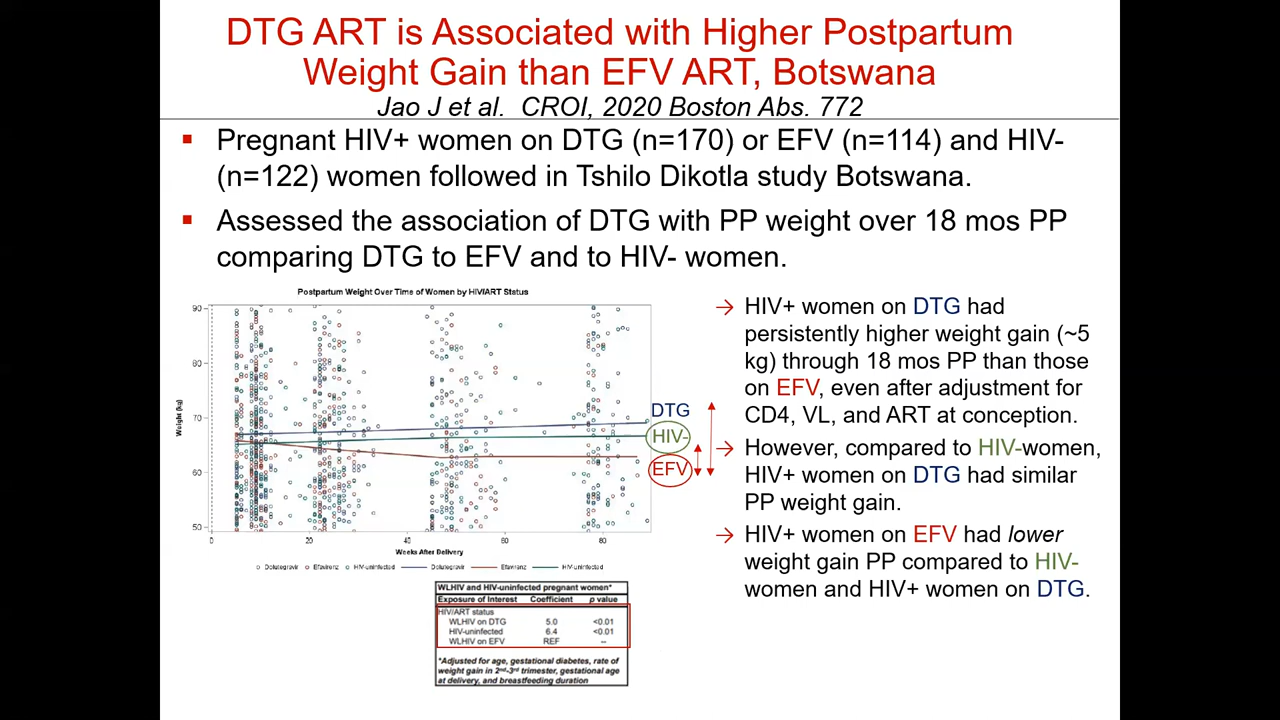 DTG ART is Associated with Higher Postpartum
Weight Gain than EFV ART, Botswana
Jao J et al. CROI, 2020 Boston Abs. 772
▪ Pregnant HIV+ women on DTG (n=170) or EFV (n=114) and HIV-
(n=122) women followed in Tshilo Dikotla study Botswana.
▪ Assessed the association of DTG with PP weight over 18 mos PP
comparing DTG to EFV and to HIV- women.
Postpartum Weight Over Time of Women by HIV/ART Status
Weight (kg)
90
80
70
60
50
0 20 40 60 80
Weeks After Delivery
Dolutegravir Efavirenz HIV-uninfected Dolutegravir Efavirenz HIV-uninfected
DTG
HIV-
EFV
→ HIV+ women on DTG had
persistently higher weight gain (~5
kg) through 18 mos PP than those
on EFV, even after adjustment for
CD4, VL, and ART at conception.
→ However, compared to HIV-women,
HIV+ women on DTG had similar
PP weight gain.
→ HIV+ women on EFV had lower
weight gain PP compared to HIV-
women and HIV+ women on DTG.
WLHIV and HIV-uninfected pregnant women*
Exposure of Interest Coefficient p value
HIV/ART status
WLHIV on DTG 5.0 <0.01
HIV-uninfected 6.4 <0.01
WLHIV on EFV REF --
*Adjusted for age, gestational diabetes, rate of
weight gain in 2nd-3rd trimester, gestational age
at delivery, and breastfeeding duration